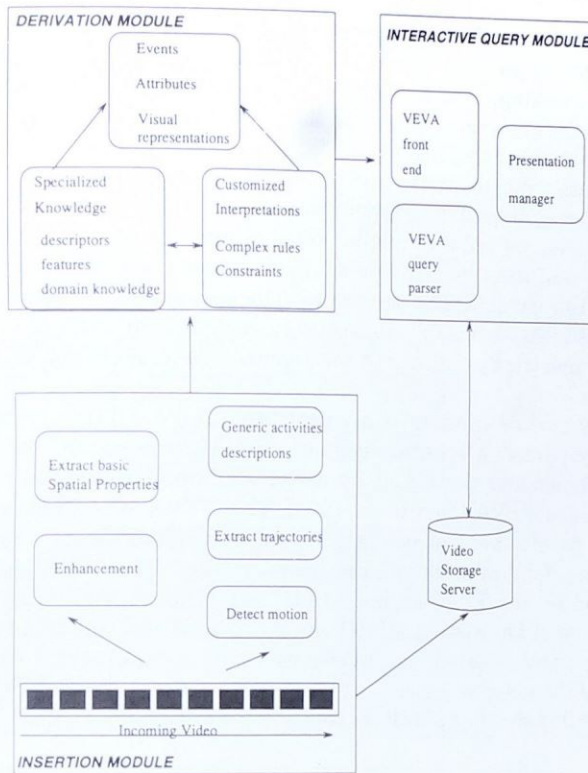 DERIVATION MODULE
Events
Attributes
Visual
representations
Specialized
Knowledge
descriptors
features
domain knowledge
Customized
Interpretations
Complex rules
Constraints
INTERACTIVE QUERY MODULE
VEVA
front
end
Presentation
manager
VEVA
query
parser
Generic activities
descriptions
Extract basic
Spatial Properties
Extract trajectories
Enhancement
Detect motion
Video
Storage
Server
Incoming Video
INSERTION MODULE